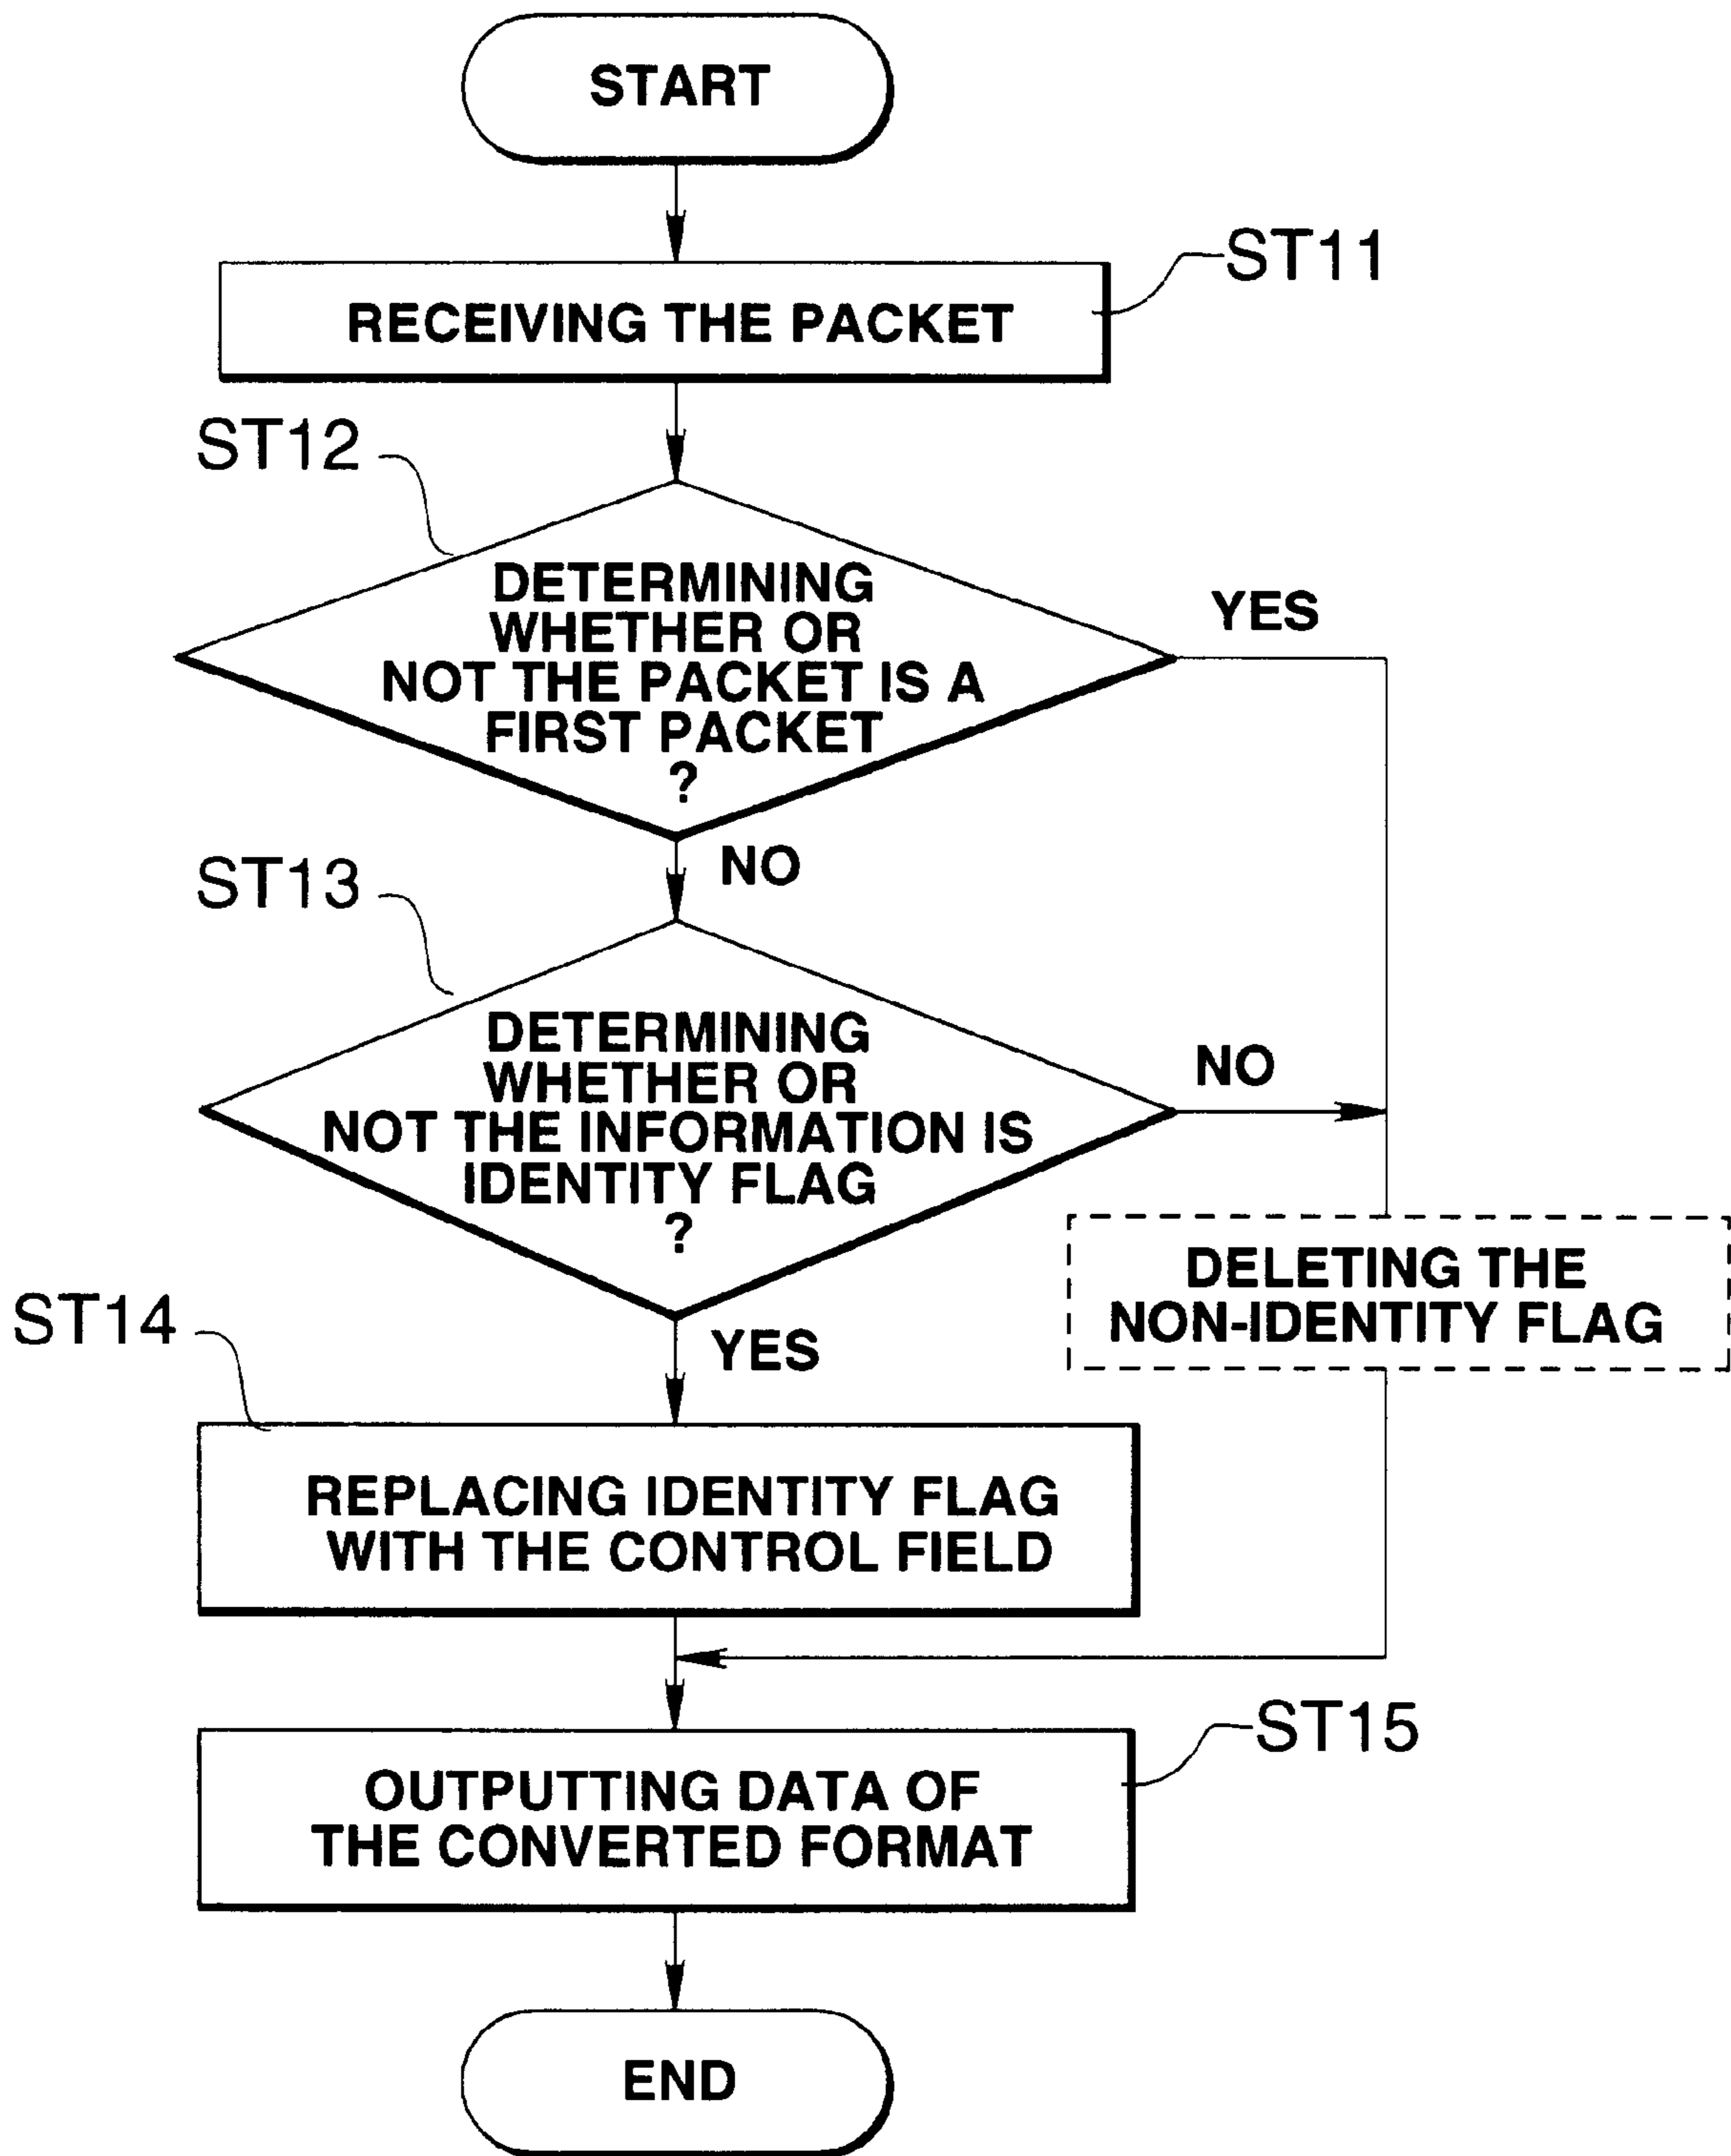 START
RECEIVING THE PACKET
ST11
ST12
DETERMINING
WHETHER OR
NOT THE PACKET IS A
FIRST PACKET
?
YES
NO
ST13
DETERMINING
WHETHER OR
NOT THE INFORMATION IS
IDENTITY FLAG
?
NO
DELETING THE
NON-IDENTITY FLAG
ST14
YES
REPLACING IDENTITY FLAG
WITH THE CONTROL FIELD
ST15
OUTPUTTING DATA OF
THE CONVERTED FORMAT
END